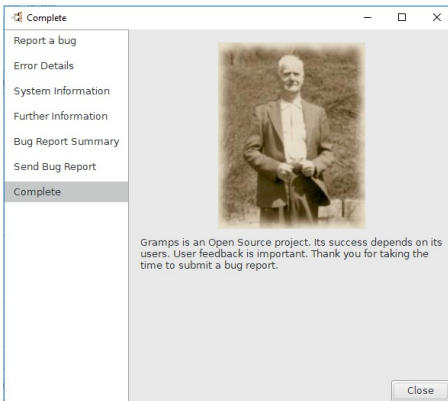 Complete
Report a bug
Error Details
System Information
Further Information
Bug Report Summary
Send Bug Report
Complete
Gramps is an Open Source project. Its success depends on its
users. User feedback is important. Thank you for taking the
time to submit a bug report.
Close